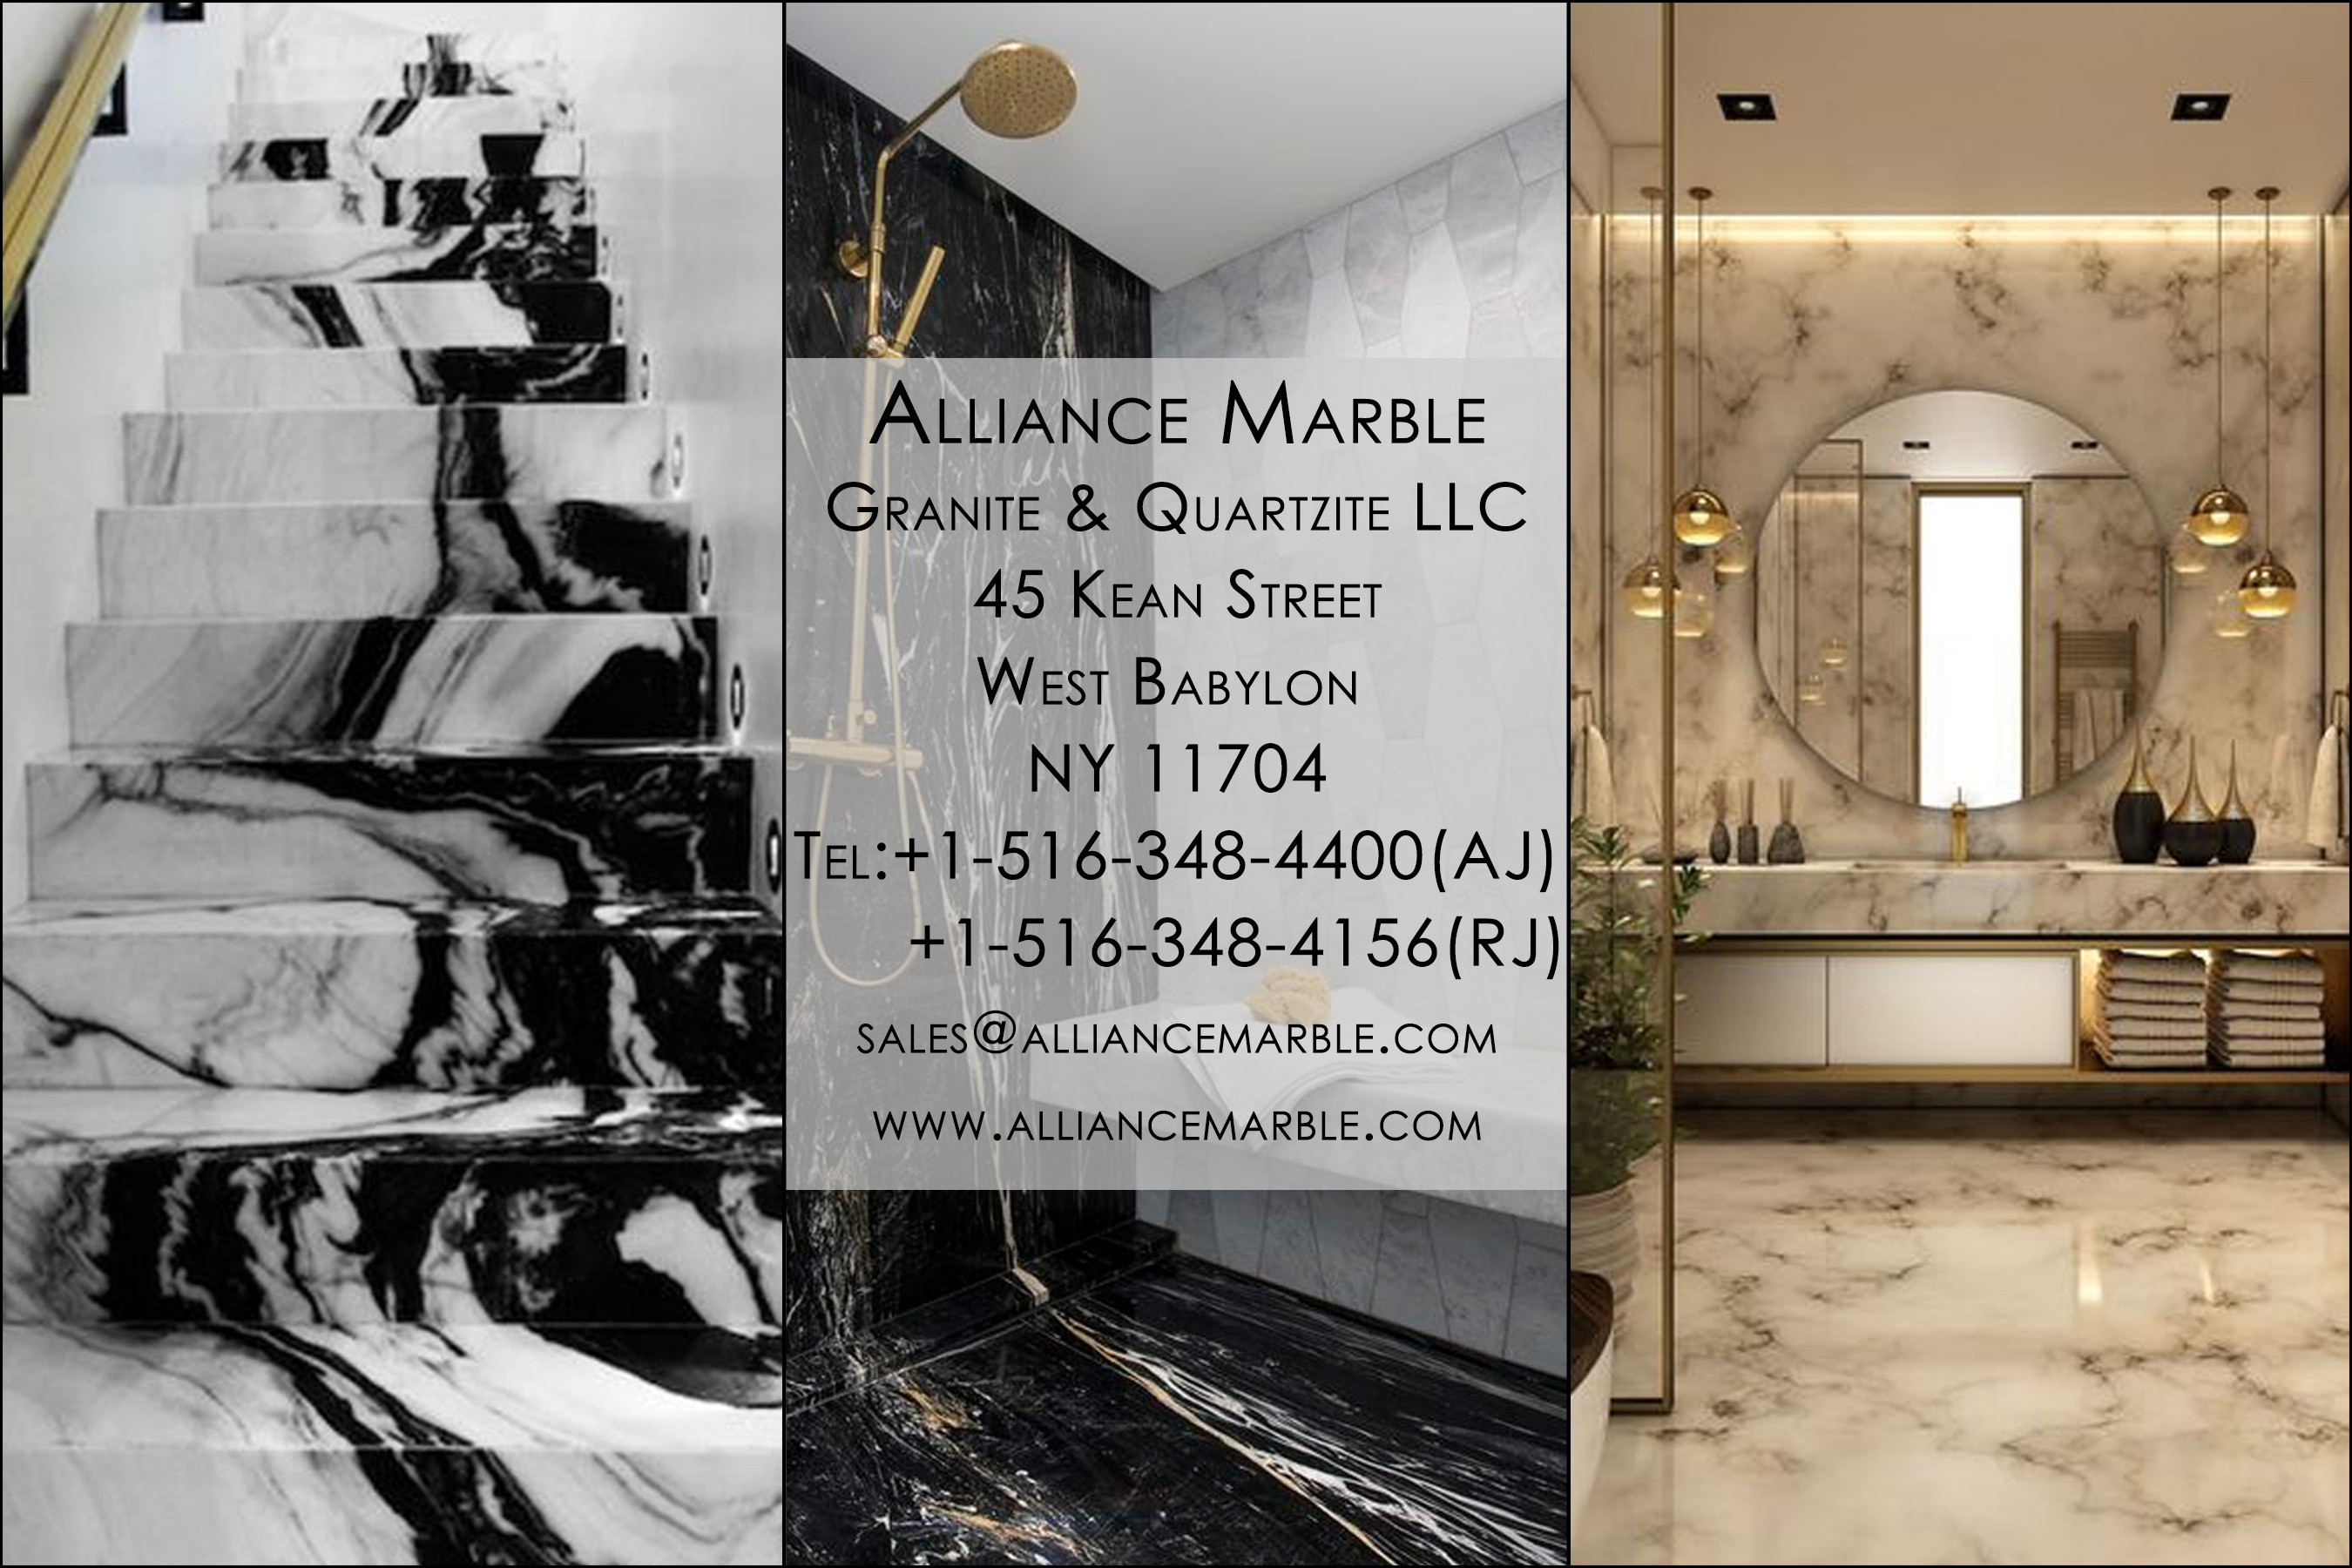 Alliance Marble
Granite & Quartzite LLC
45 Kean Street
West Babylon
NY 11704
Tel:+1-516-348-4400(AJ)
+1-516-348-4156(RJ)
sales@alliancemarble.com
www.alliancemarble.com